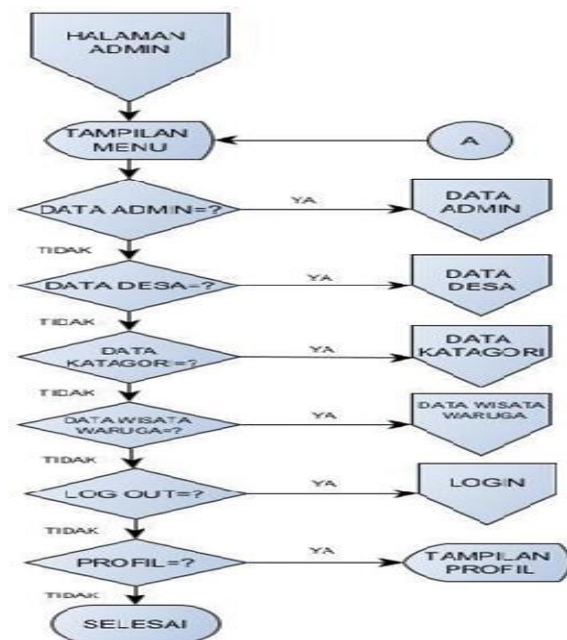 HALAMAN
ADMIN
TAMPILAN
MENU
A
DATA ADMIN=?
YA
DATA
ADMIN
TIDAK
DATA DESA=?
YA
DATA
DESA
TIDAK
DATA
KATAGORI=?
YA
DATA
KATAGORI
TIDAK
DATA WISATA
WARUGA=?
YA
DATA WISATA
WARUGA
TIDAK
LOG OUT=?
YA
LOGIN
TIDAK
PROFIL=?
YA
TAMPILAN
PROFIL
TIDAK
SELESAI